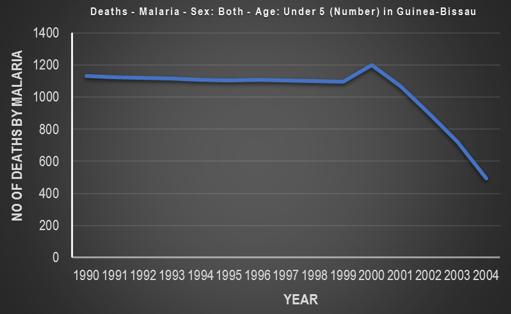 Deaths - Malaria - Sex: Both - Age: Under 5 (Number) in Guinea-Bissau
1400
1200
1000
800
600
400
200
0
NO OF DEATHS BY MALARIA
1990 1991 1992 1993 1994 1995 1996 1997 1998 1999 2000 2001 2002 2003 2004
YEAR